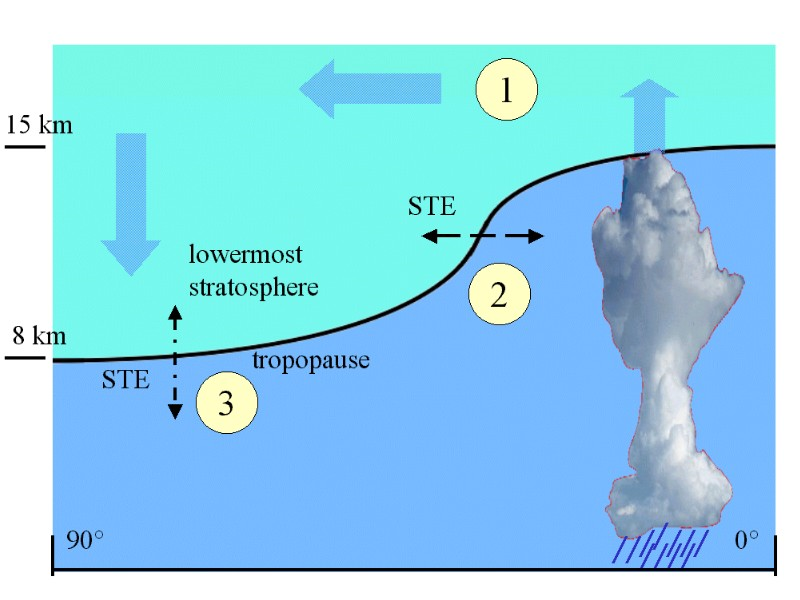 1
15 km
STE
lowermost
stratosphere
2
8 km
tropopause
STE
3
90°
0°